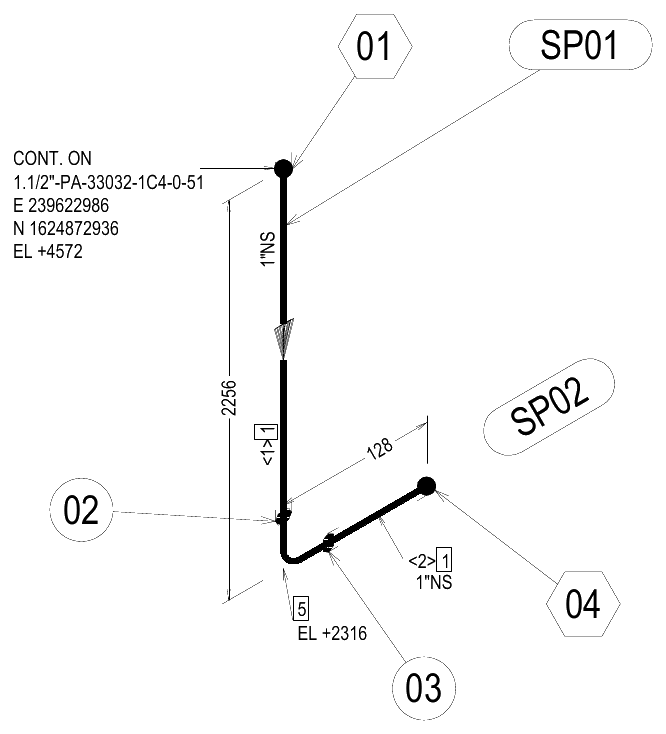 01
SP01
CONT. ON
1.1/2"-PA-33032-1C4-0-51
E 239622986
N 1624872936
EL +4572
1"NS
2256
<1>1
128
SP02
02
<2>1
1"NS
5
EL +2316
04
03